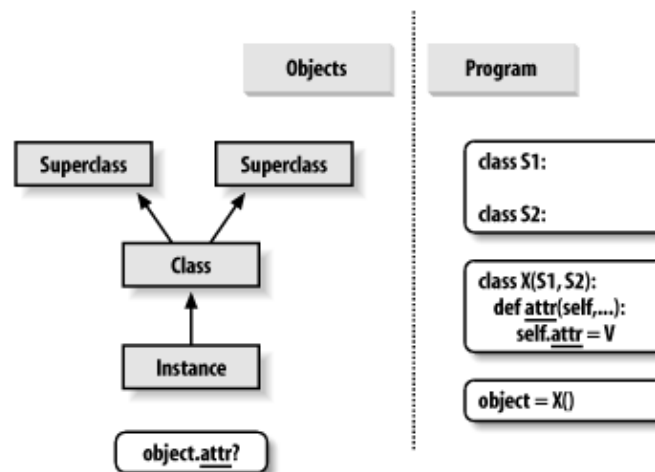 Objects
Program
Superclass
Superclass
Class
Instance
object.attr?
class S1:
class S2:
class X(S1, S2):
def attr(self,...):
self.attr = V
object = X()